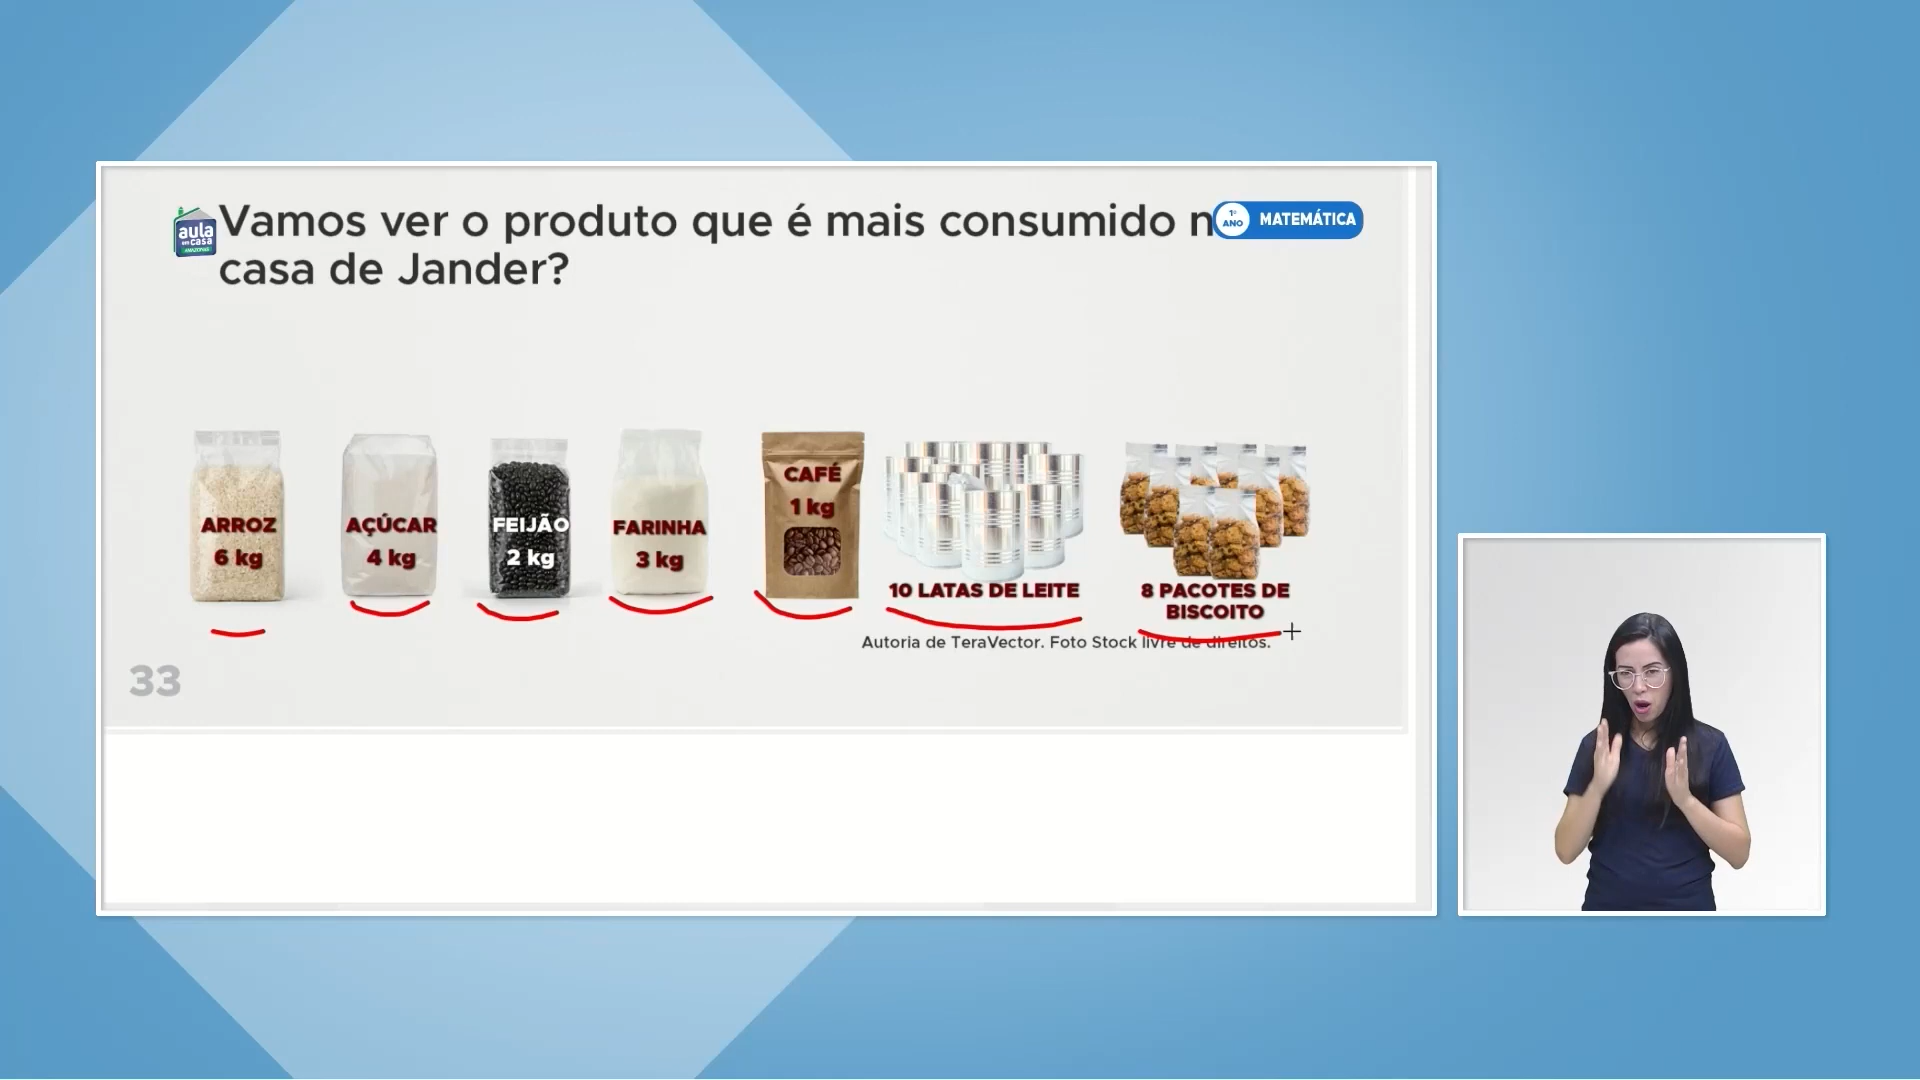 aula
em casa
AMAZONAS
Vamos ver o produto que é mais consumido n
casa de Jander?
1º
ANO
MATEMÁTICA
ARROZ
6 kg
AÇÚCAR
4 kg
FEIJÃO
2 kg
FARINHA
3 kg
CAFÉ
1 kg
10 LATAS DE LEITE
8 PACOTES DE
BISCOITO
Autoria de TeraVector. Foto Stock livre de direitos.
33